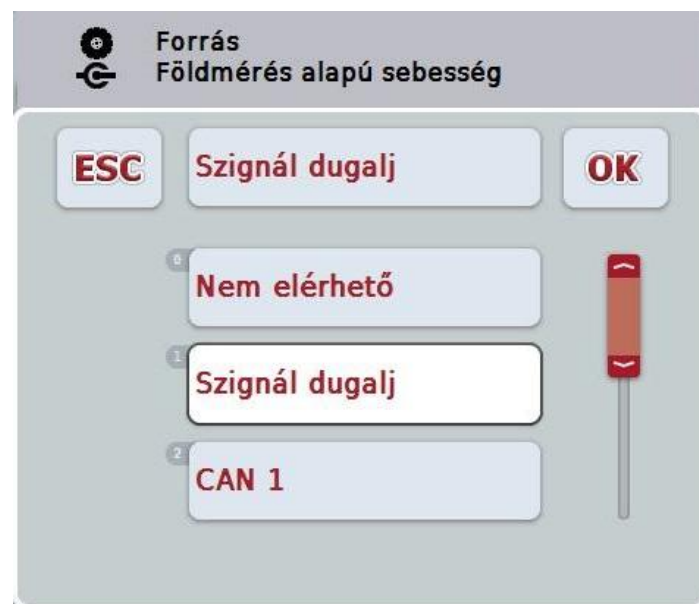 Forrás
Földmérés alapú sebesség
ESC
Szignál dugalj
OK
0
Nem elérhető
1
Szignál dugalj
2
CAN 1